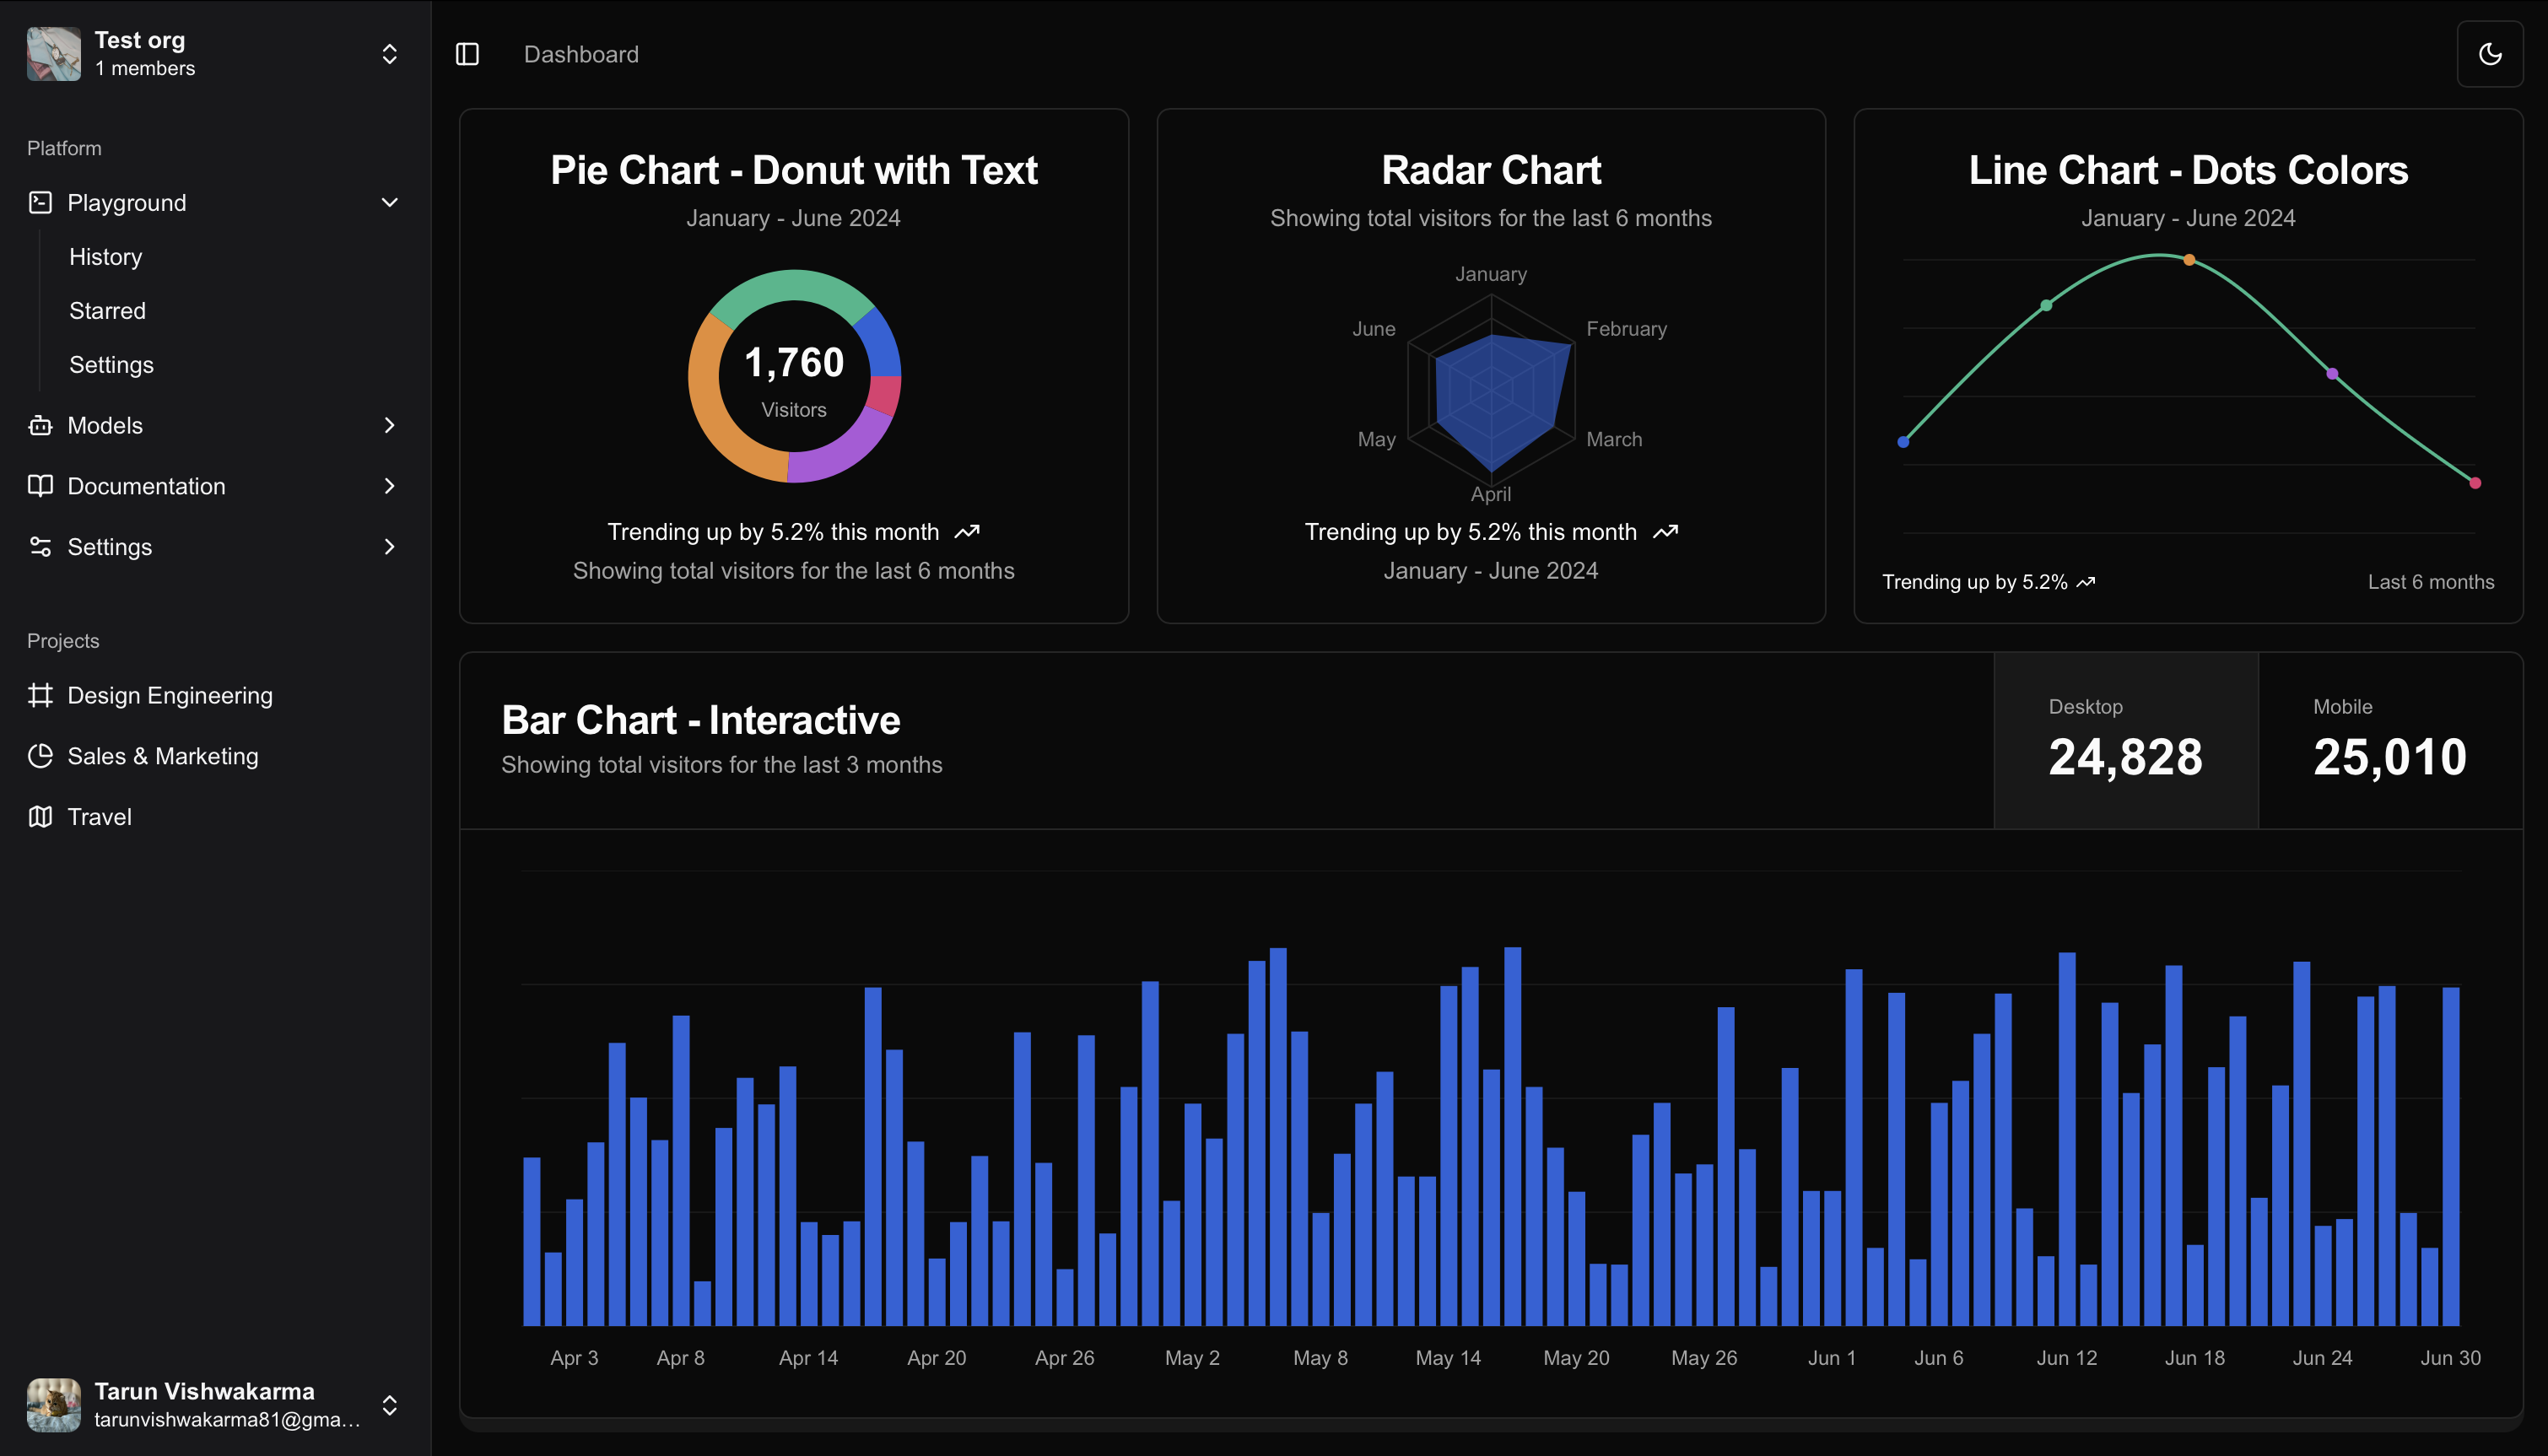 Test org
1 members
Platform
Playground
History
Starred
Settings
Models
Documentation
Settings
Projects
Design Engineering
Sales & Marketing
Travel
Tarun Vishwakarma
tarunvishwakarma81@gma...
Dashboard
Pie Chart - Donut with Text
January - June 2024
1,760
Visitors
Trending up by 5.2% this month
Showing total visitors for the last 6 months
Radar Chart
Showing total visitors for the last 6 months
January
June
February
May
March
April
Trending up by 5.2% this month
January - June 2024
Line Chart - Dots Colors
January - June 2024
Trending up by 5.2%
Last 6 months
Bar Chart - Interactive
Showing total visitors for the last 3 months
Desktop
24,828
Mobile
25,010
Apr 3 Apr 8 Apr 14 Apr 20 Apr 26 May 2 May 8 May 14 May 20 May 26 Jun 1 Jun 6 Jun 12 Jun 18 Jun 24 Jun 30